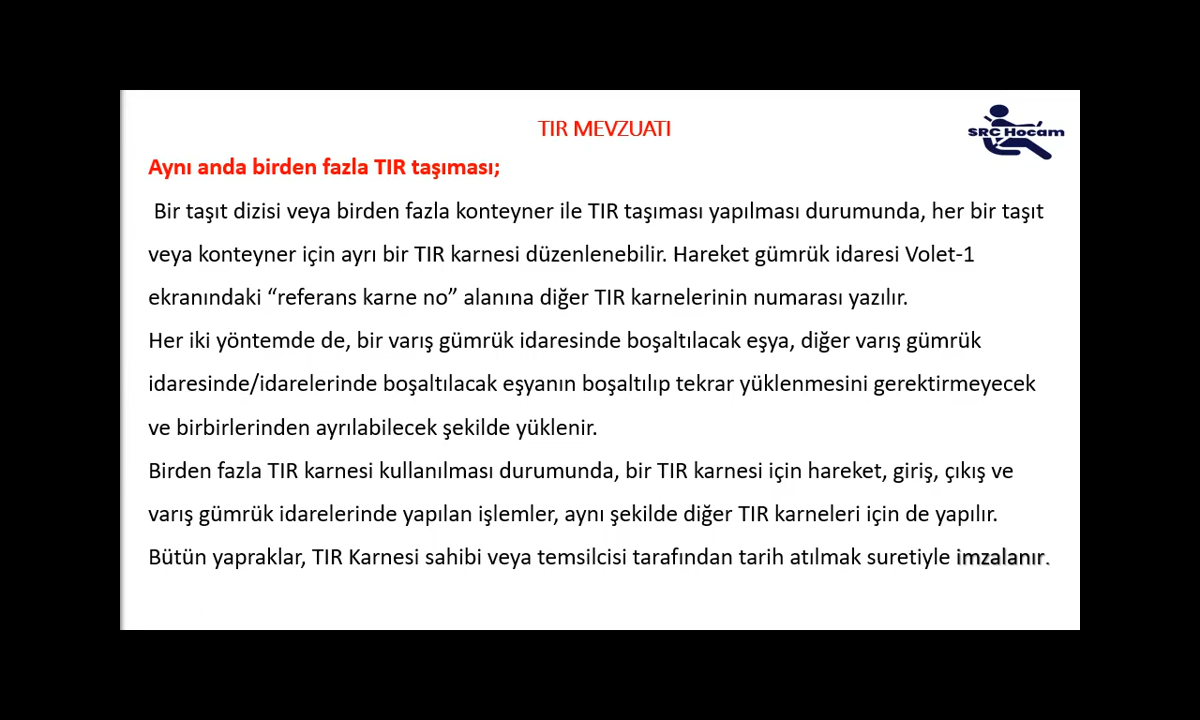 TIR MEVZUATI
SRC Hocam
Aynı anda birden fazla TIR taşıması;
Bir taşıt dizisi veya birden fazla konteyner ile TIR taşıması yapılması durumunda, her bir taşıt
veya konteyner için ayrı bir TIR karnesi düzenlenebilir. Hareket gümrük idaresi Volet-1
ekranındaki “referans karne no” alanına diğer TIR karnelerinin numarası yazılır.
Her iki yöntemde de, bir varış gümrük idaresinde boşaltılacak eşya, diğer varış gümrük
idaresinde/idarelerinde boşaltılacak eşyanın boşaltılıp tekrar yüklenmesini gerektirmeyecek
ve birbirlerinden ayrılabilecek şekilde yüklenir.
Birden fazla TIR karnesi kullanılması durumunda, bir TIR karnesi için hareket, giriş, çıkış ve
varış gümrük idarelerinde yapılan işlemler, aynı şekilde diğer TIR karneleri için de yapılır.
Bütün yapraklar, TIR Karnesi sahibi veya temsilcisi tarafından tarih atılmak suretiyle imzalanır.